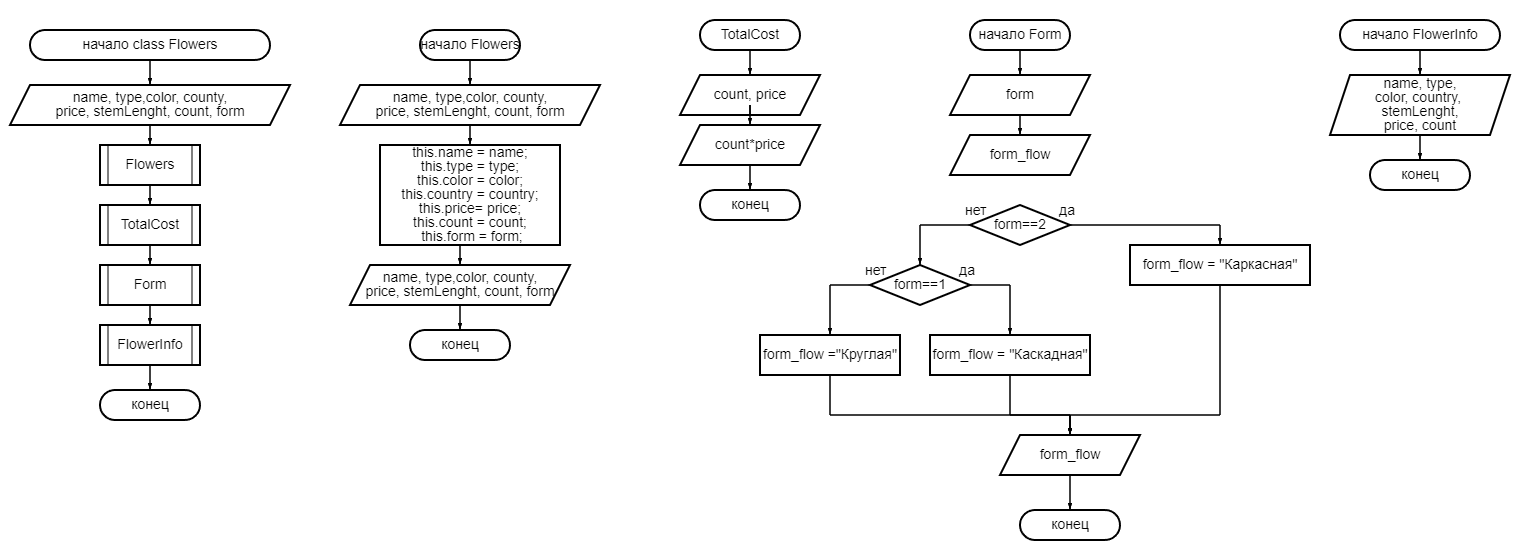 начало class Flowers
name, type,color, county,
price, stemLenght, count, form
Flowers
TotalCost
Form
FlowerInfo
конец
начало Flowers
name, type,color, county,
price, stemLenght, count, form
this.name = name;
this.type = type;
this.color = color;
this.country = country;
this.price= price;
this.count = count;
this.form = form;
name, type,color, county,
price, stemLenght, count, form
конец
TotalCost
count, price
count*price
конец
начало Form
form
form_flow
нет
да
form==2
нет
да
form==1
form_flow = "Каркасная"
form_flow ="Круглая"
form_flow = "Каскадная"
form_flow
конец
начало FlowerInfo
name, type,
color, country,
stemLenght,
price, count
конец